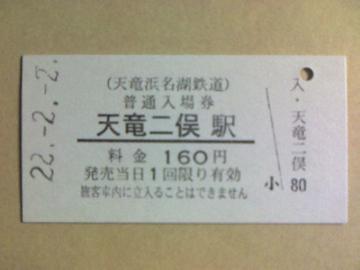 22.-2.-2.
(天竜浜名湖鉄道)
普通入場券
天竜二俣駅
料金 160円
発売当日1回限り有効
旅客車内に立入ることはできません
入・天竜二俣
小 80